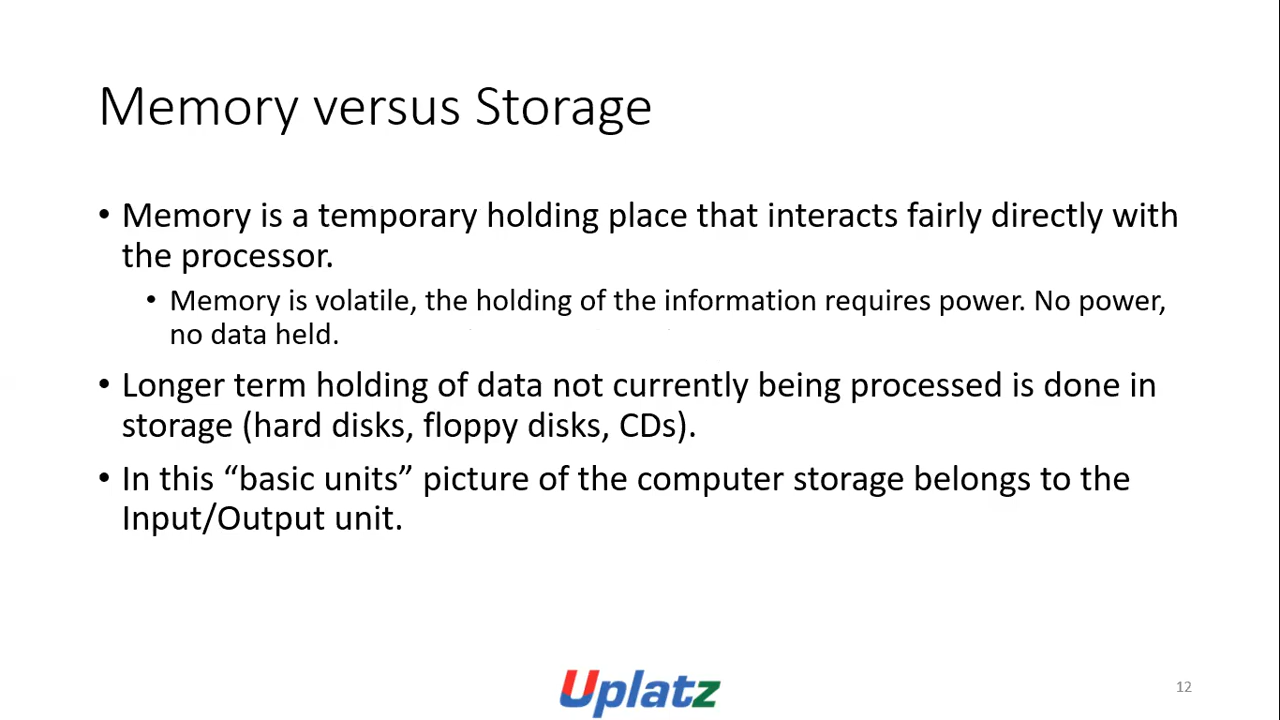 Memory versus Storage
• Memory is a temporary holding place that interacts fairly directly with
the processor.
• Memory is volatile, the holding of the information requires power. No power,
no data held.
• Longer term holding of data not currently being processed is done in
storage (hard disks, floppy disks, CDs).
• In this “basic units” picture of the computer storage belongs to the
Input/Output unit.
Uplatz
12